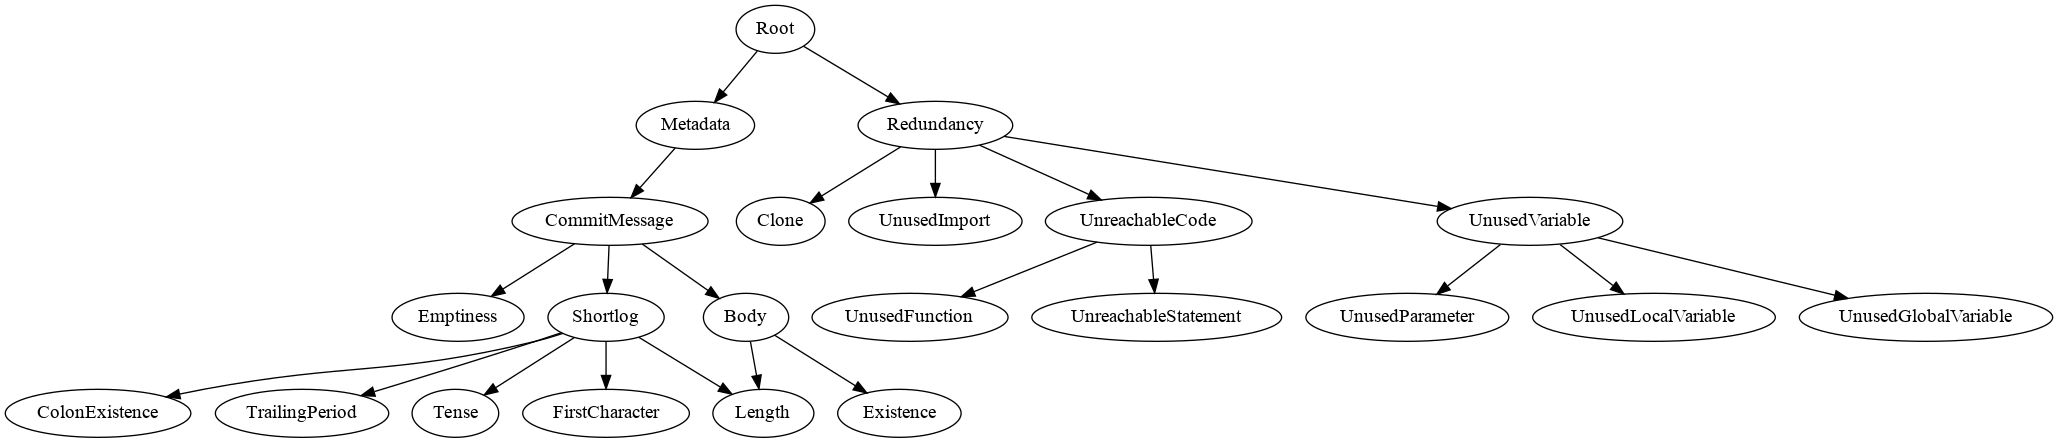 Root
Metadata
Redundancy
CommitMessage
Clone
UnusedImport
UnreachableCode
UnusedVariable
Emptiness
Shortlog
Body
UnusedFunction
UnreachableStatement
UnusedParameter
UnusedLocalVariable
UnusedGlobalVariable
ColonExistence
TrailingPeriod
Tense
FirstCharacter
Length
Existence